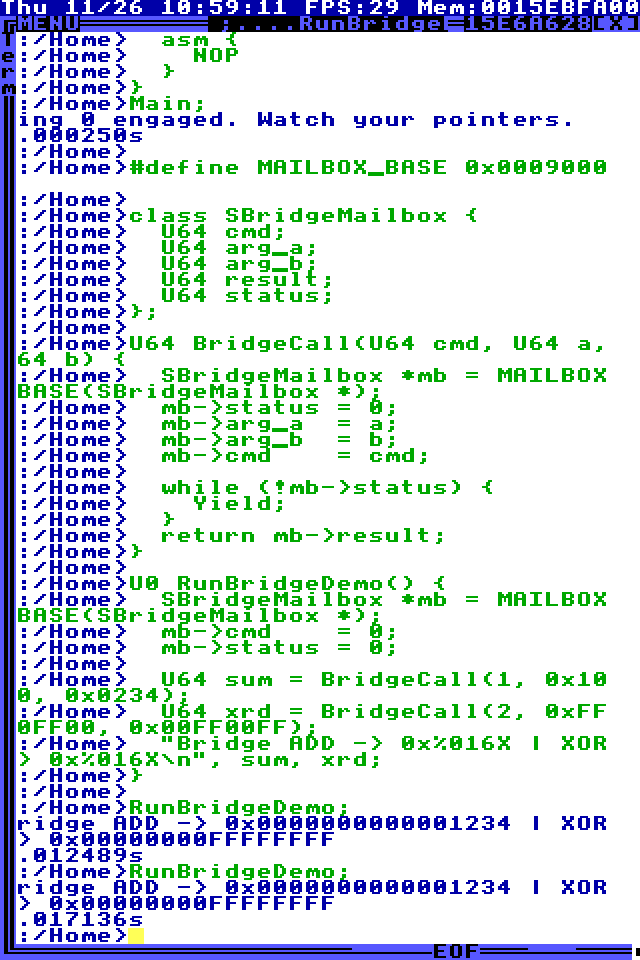 Thu 11/26 10:59:11 FPS:29 Mem:0015EBFA00
MENU ;....RunBridge 15E6A628[X]
Term
:/Home>   asm {
:/Home>     NOP
:/Home>   }
:/Home>}
:/Home>Main;
ing 0 engaged. Watch your pointers.
.000250s
:/Home>
:/Home>#define MAILBOX_BASE 0x0009000
:/Home>
:/Home>class SBridgeMailbox {
:/Home>  U64 cmd;
:/Home>  U64 arg_a;
:/Home>  U64 arg_b;
:/Home>  U64 result;
:/Home>  U64 status;
:/Home>};
:/Home>
:/Home>U64 BridgeCall(U64 cmd, U64 a,
64 b) {
:/Home>  SBridgeMailbox *mb = MAILBOX
BASE(SBridgeMailbox *);
:/Home>  mb->status = 0;
:/Home>  mb->arg_a  = a;
:/Home>  mb->arg_b  = b;
:/Home>  mb->cmd    = cmd;
:/Home>
:/Home>  while (!mb->status) {
:/Home>    Yield;
:/Home>  }
:/Home>  return mb->result;
:/Home>}
:/Home>
:/Home>U0 RunBridgeDemo() {
:/Home>  SBridgeMailbox *mb = MAILBOX
BASE(SBridgeMailbox *);
:/Home>  mb->cmd    = 0;
:/Home>  mb->status = 0;
:/Home>
:/Home>  U64 sum = BridgeCall(1, 0x10
0, 0x0234);
:/Home>  U64 xrd = BridgeCall(2, 0xFF
0FF00, 0x00FF00FF);
:/Home>  "Bridge ADD -> 0x%016X | XOR
> 0x%016X\n", sum, xrd;
:/Home>}
:/Home>
:/Home>RunBridgeDemo;
ridge ADD -> 0x0000000000001234 | XOR
> 0x00000000FFFFFFFF
.012489s
:/Home>RunBridgeDemo;
ridge ADD -> 0x0000000000001234 | XOR
> 0x00000000FFFFFFFF
.017136s
:/Home>
EOF